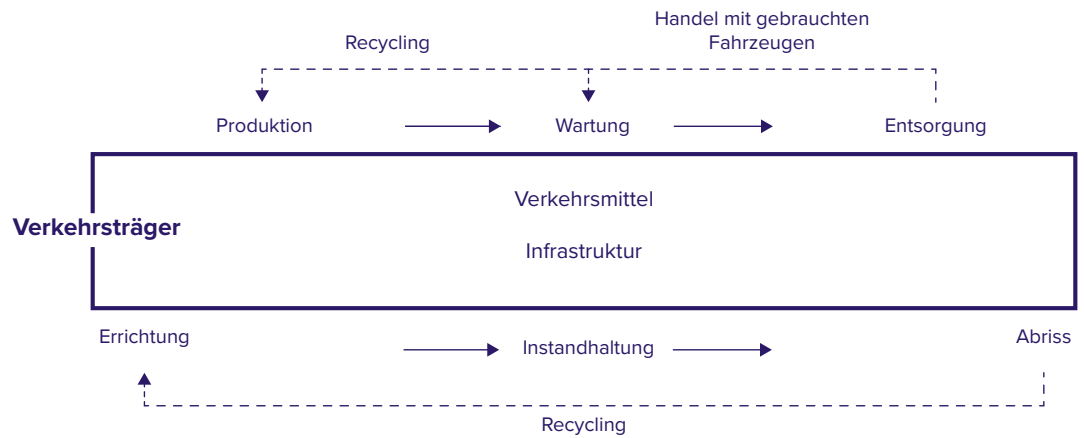 Handel mit gebrauchten
Fahrzeugen
Recycling
Produktion
Wartung
Entsorgung
Verkehrsmittel
Verkehrsträger
Infrastruktur
Errichtung
Instandhaltung
Abriss
Recycling